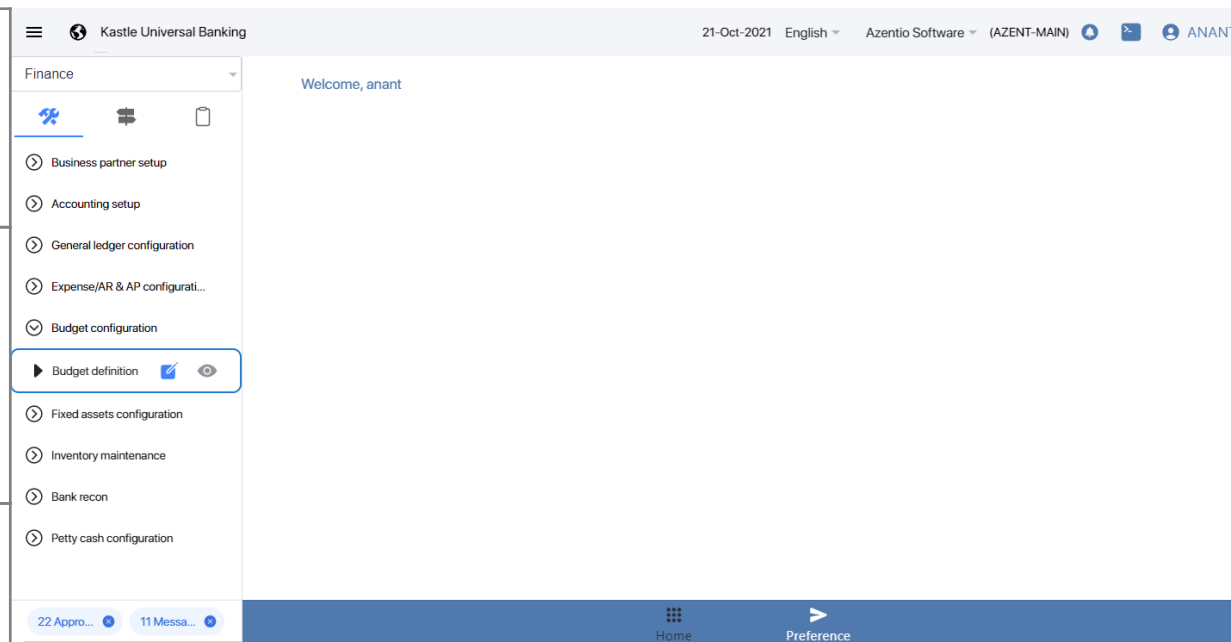 Kastle Universal Banking
21-Oct-2021 English Azentio Software (AZENT-MAIN) ANANT
Finance
Welcome, anant
Business partner setup
Accounting setup
General ledger configuration
Expense/AR & AP configurati...
Budget configuration
Budget definition
Fixed assets configuration
Inventory maintenance
Bank recon
Petty cash configuration
22 Appro... 11 Messa...
Home Preference